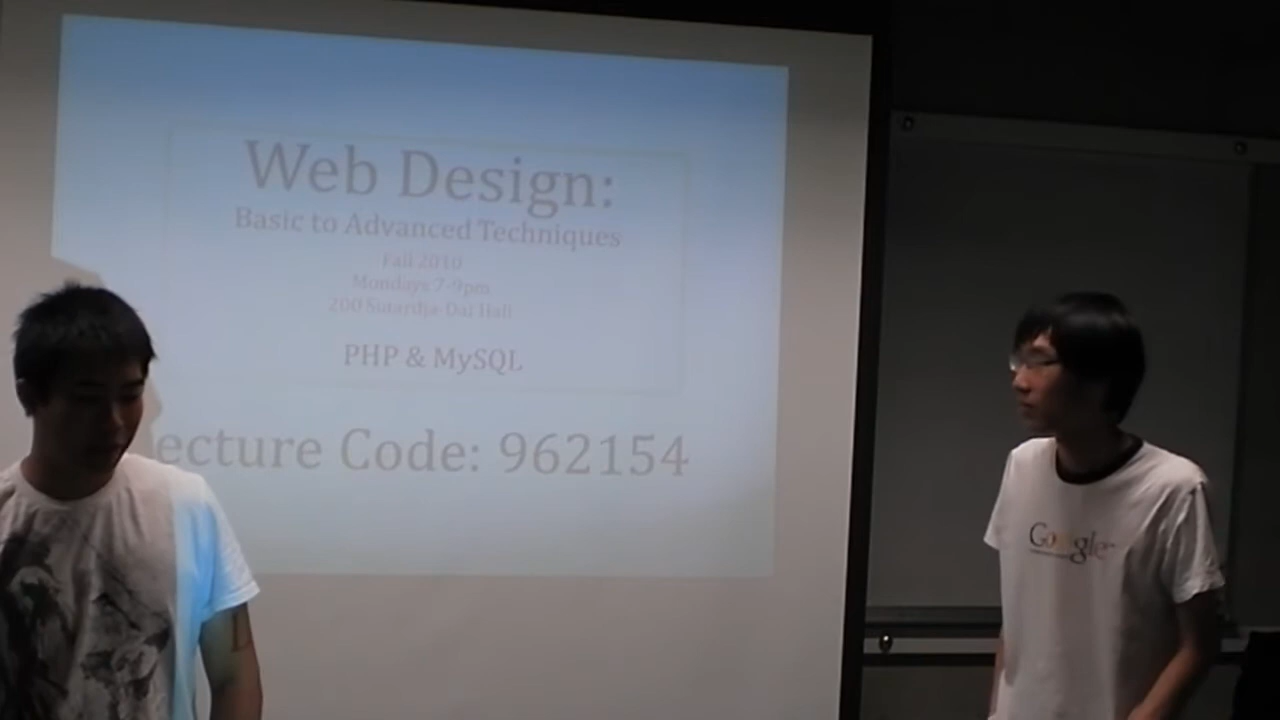 Web Design:
Basic to Advanced Techniques
Fall 2010
Mondays 7-9pm
200 Sutardja Dai Hall
PHP & MySQL
ecture Code: 962154
Google